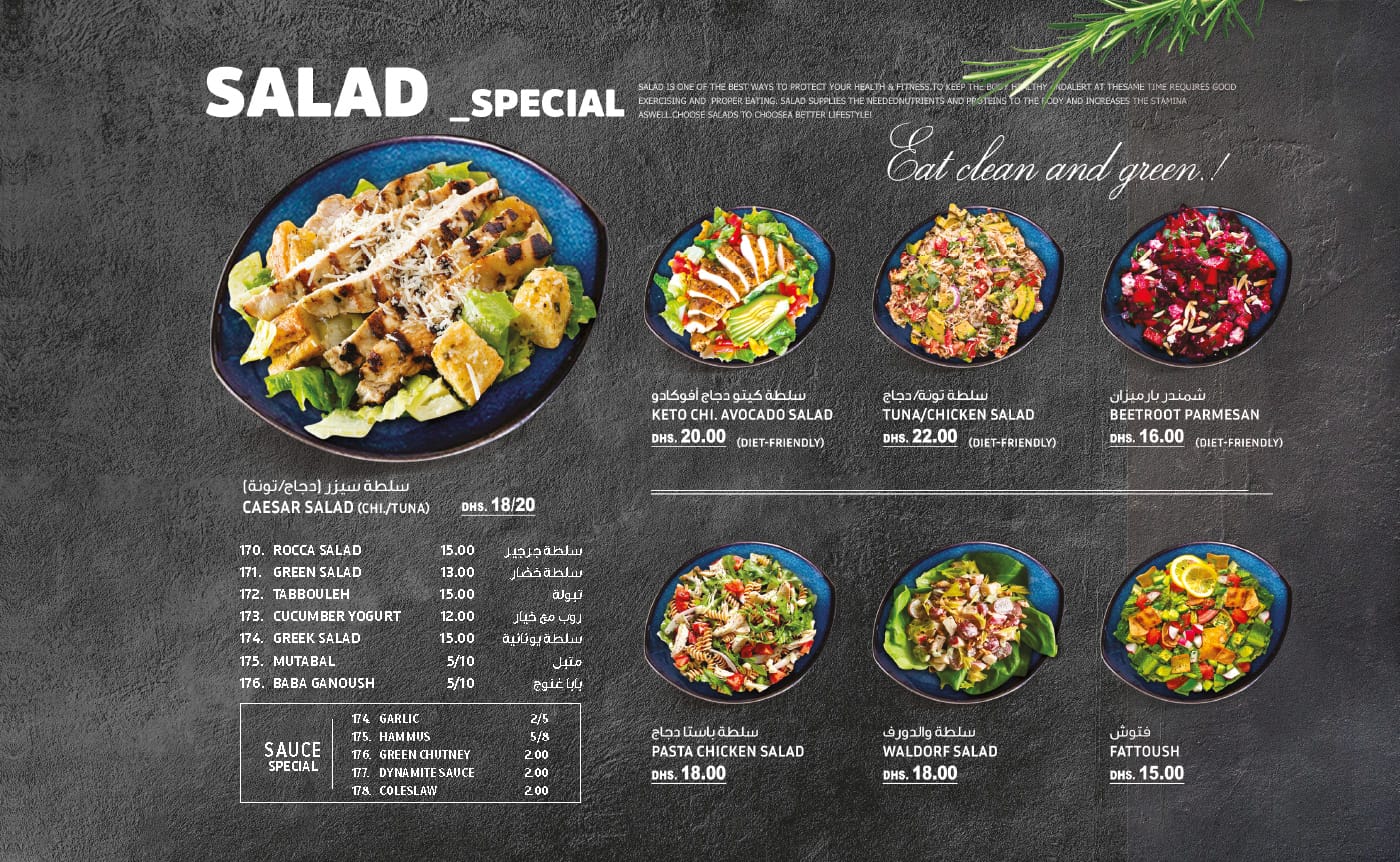 SALAD _SPECIAL
SALAD IS ONE OF THE BEST WAYS TO PROTECT YOUR HEALTH & FITNESS.TO KEEP THE BODY HEALTHY ANDALERT AT THESAME TIME REQUIRES GOOD
EXERCISING AND PROPER EATING. SALAD SUPPLIES THE NEEDEONUTRIENTS AND PROTEINS TO THE BODY AND INCREASES THE STAMINA
ASWELL.CHOOSE SALADS TO CHOOSEA BETTER LIFESTYLE!
Eat clean and green.!
سلطة سيزر (دجاج/تونة)
CAESAR SALAD (CHI./TUNA) DHS. 18/20
170. ROCCA SALAD 15.00 سلطة جرجير
171. GREEN SALAD 13.00 سلطة خضار
172. TABBOULEH 15.00 تبولة
173. CUCUMBER YOGURT 12.00 روب مع خيار
174. GREEK SALAD 15.00 سلطة يونانية
175. MUTABAL 5/10 متبل
176. BABA GANOUSH 5/10 بابا غنوج
SAUCE
SPECIAL
174. GARLIC 2/5
175. HAMMUS 5/8
176. GREEN CHUTNEY 2.00
177. DYNAMITE SAUCE 2.00
178. COLESLAW 2.00
سلطة كيتو دجاج أفوكادو
KETO CHI. AVOCADO SALAD
DHS. 20.00 (DIET-FRIENDLY)
سلطة تونة/دجاج
TUNA/CHICKEN SALAD
DHS. 22.00 (DIET-FRIENDLY)
شمندر بارميزان
BEETROOT PARMESAN
DHS. 16.00 (DIET-FRIENDLY)
سلطة باستا دجاج
PASTA CHICKEN SALAD
DHS. 18.00
سلطة والدورف
WALDORF SALAD
DHS. 18.00
فتوش
FATTOUSH
DHS. 15.00